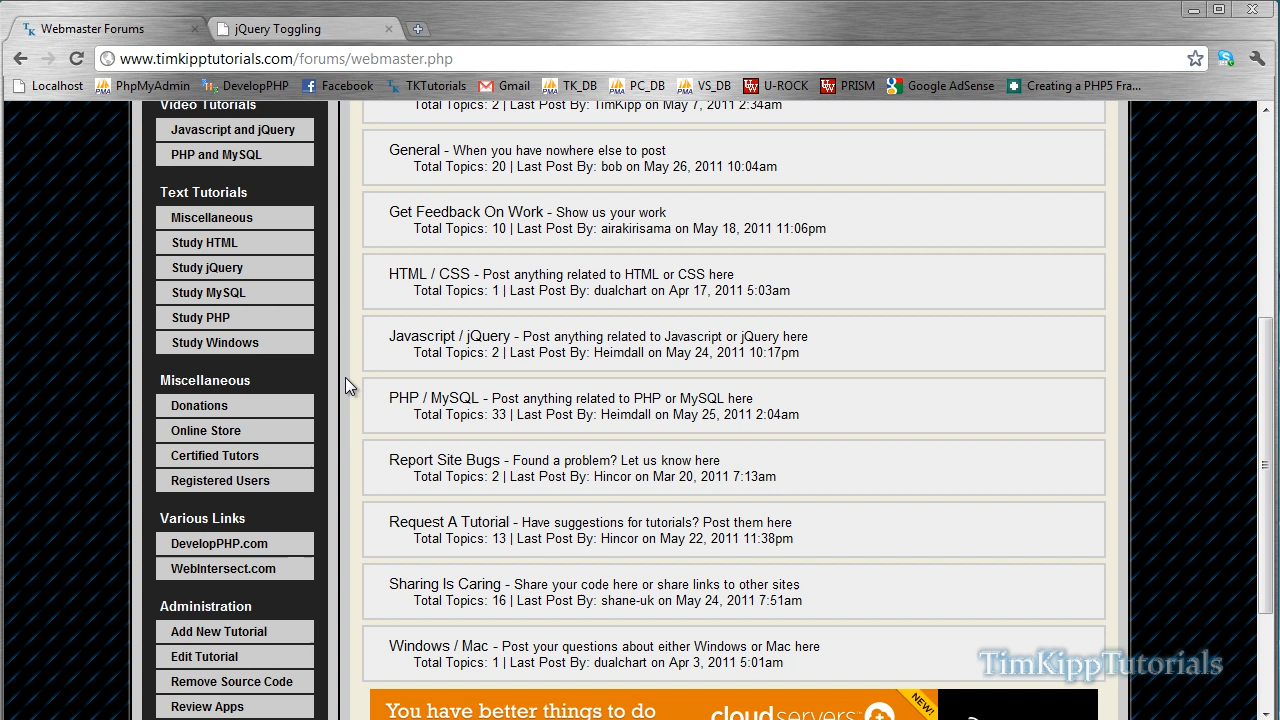 TK Webmaster Forums
jQuery Toggling
www.timkipptutorials.com/forums/webmaster.php
Localhost PhpMyAdmin DevelopPHP Facebook TKTutorials Gmail TK_DB PC_DB VS_DB U-ROCK PRISM Google AdSense Creating a PHP5 Fra...
Video Tutorials
Javascript and jQuery
PHP and MySQL
Text Tutorials
Miscellaneous
Study HTML
Study jQuery
Study MySQL
Study PHP
Study Windows
Miscellaneous
Donations
Online Store
Certified Tutors
Registered Users
Various Links
DevelopPHP.com
WebIntersect.com
Administration
Add New Tutorial
Edit Tutorial
Remove Source Code
Review Apps
Total Topics: 2 | Last Post By: TimKipp on May 7, 2011 2:34am
General - When you have nowhere else to post
Total Topics: 20 | Last Post By: bob on May 26, 2011 10:04am
Get Feedback On Work - Show us your work
Total Topics: 10 | Last Post By: airakirisama on May 18, 2011 11:06pm
HTML / CSS - Post anything related to HTML or CSS here
Total Topics: 1 | Last Post By: dualchart on Apr 17, 2011 5:03am
Javascript / jQuery - Post anything related to Javascript or jQuery here
Total Topics: 2 | Last Post By: Heimdall on May 24, 2011 10:17pm
PHP / MySQL - Post anything related to PHP or MySQL here
Total Topics: 33 | Last Post By: Heimdall on May 25, 2011 2:04am
Report Site Bugs - Found a problem? Let us know here
Total Topics: 2 | Last Post By: Hincor on Mar 20, 2011 7:13am
Request A Tutorial - Have suggestions for tutorials? Post them here
Total Topics: 13 | Last Post By: Hincor on May 22, 2011 11:38pm
Sharing Is Caring - Share your code here or share links to other sites
Total Topics: 16 | Last Post By: shane-uk on May 24, 2011 7:51am
Windows / Mac - Post your questions about either Windows or Mac here
Total Topics: 1 | Last Post By: dualchart on Apr 3, 2011 5:01am
You have better things to do
cloudservers™
NEW!
TimKippTutorials